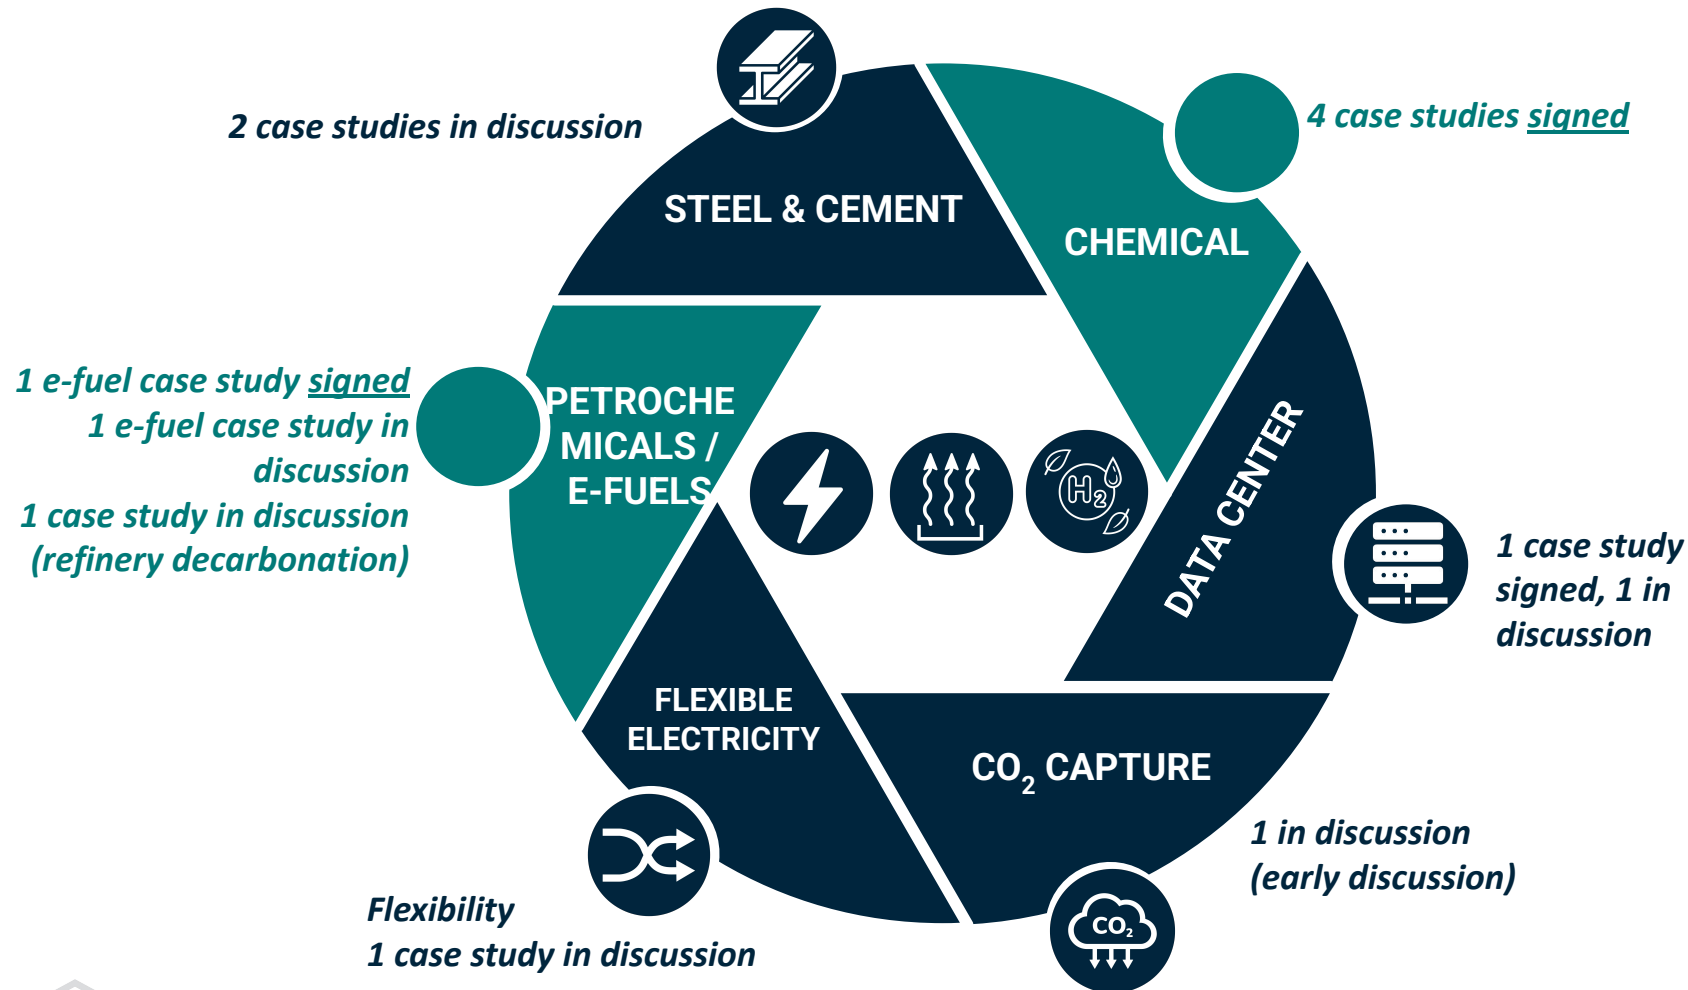 2 case studies in discussion
4 case studies signed
STEEL & CEMENT
CHEMICAL
1 e-fuel case study signed
1 e-fuel case study in
discussion
1 case study in discussion
(refinery decarbonation)
PETROCHE
MICALS /
E-FUELS
H2
DATA CENTER
1 case study
signed, 1 in
discussion
FLEXIBLE
ELECTRICITY
CO2 CAPTURE
1 in discussion
(early discussion)
Flexibility
1 case study in discussion
CO2